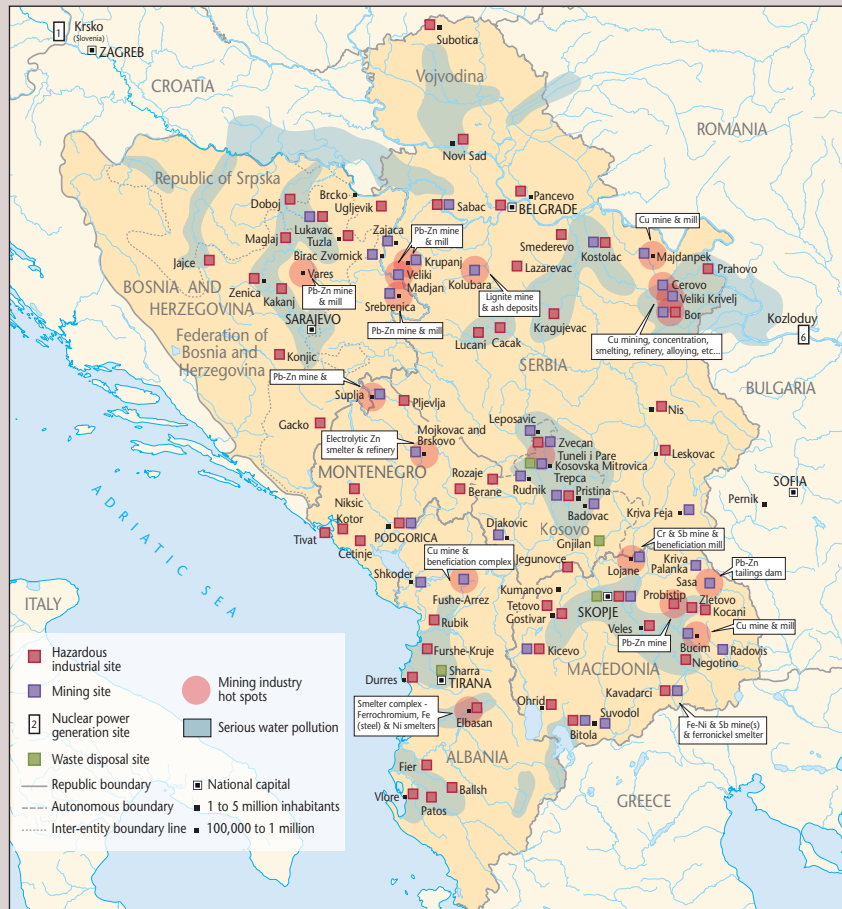 1
Krsko
(Slovenia)
ZAGREB
CROATIA
Subotica
Vojvodina
ROMANIA
Novi Sad
Republic of Srpska
Brcko
Doboj
Ugljevik
Sabac
Pancevo
BELGRADE
Lukavac
Tuzla
Zajaca
Pb-Zn mine
& mill
Cu mine & mill
Maglaj
Birac Zvornick
Smederevo
Kostolac
Majdanpek
Jajce
Vares
Krupanj
Veliki
Madjan
Kolubara
Lazarevac
Prahovo
Cerovo
Veliki Krivelj
Bor
BOSNIA AND
HERZEGOVINA
Zenica
Kakanj
Pb-Zn mine
& mill
Srebrenica
Lignite mine
& ash deposits
SARAJEVO
Pb-Zn mine & mill
Kragujevac
Kozloduy
6
Lucani
Cacak
Cu mining, concentration,
smelting, refinery, alloying, etc...
Federation of
Bosnia and
Herzegovina
Konjic
SERBIA
Pb-Zn mine &
Suplja
Pljevlja
BULGARIA
Nis
Gacko
Mojkovac and
Brskovo
Leposavic
Electrolytic Zn
smelter & refinery
Zvecan
Tuneli i Pare
Kosovska Mitrovica
Trepca
Leskovac
MONTENEGRO
Rozaje
Berane
Rudnik
Pristina
Badovac
SOFIA
Pernik
Niksic
Kotor
Tivat
Cetinje
PODGORICA
Djakovic
Kosovo
Gnjilan
Kriva Feja
ADRIATIC SEA
Cu mine &
beneficiation complex
Jegunovce
Cr & Sb mine &
beneficiation mill
Lojane
Kriva
Palanka
Pb-Zn
tailings dam
Shkoder
Fushe-Arrez
Kumanovo
Sasa
ITALY
Tetovo
Gostivar
SKOPJE
Probistip
Zletovo
Kocani
Rubik
Veles
Cu mine & mill
Furshe-Kruje
Kicevo
Pb-Zn mine
Bucim
Radovis
Negotino
Sharra
TIRANA
Durres
MACEDONIA
Smelter complex -
Ferrochromium, Fe
(steel) & Ni smelters
Elbasan
Ohrid
Kavadarci
Suvodol
Bitola
Fe-Ni & Sb mine(s)
& ferronickel smelter
ALBANIA
Fier
Ballsh
Vlore
Patos
GREECE
Hazardous
industrial site
Mining site
2
Nuclear power
generation site
Waste disposal site
Mining industry
hot spots
Serious water pollution
Republic boundary
Autonomous boundary
Inter-entity boundary line
National capital
1 to 5 million inhabitants
100,000 to 1 million